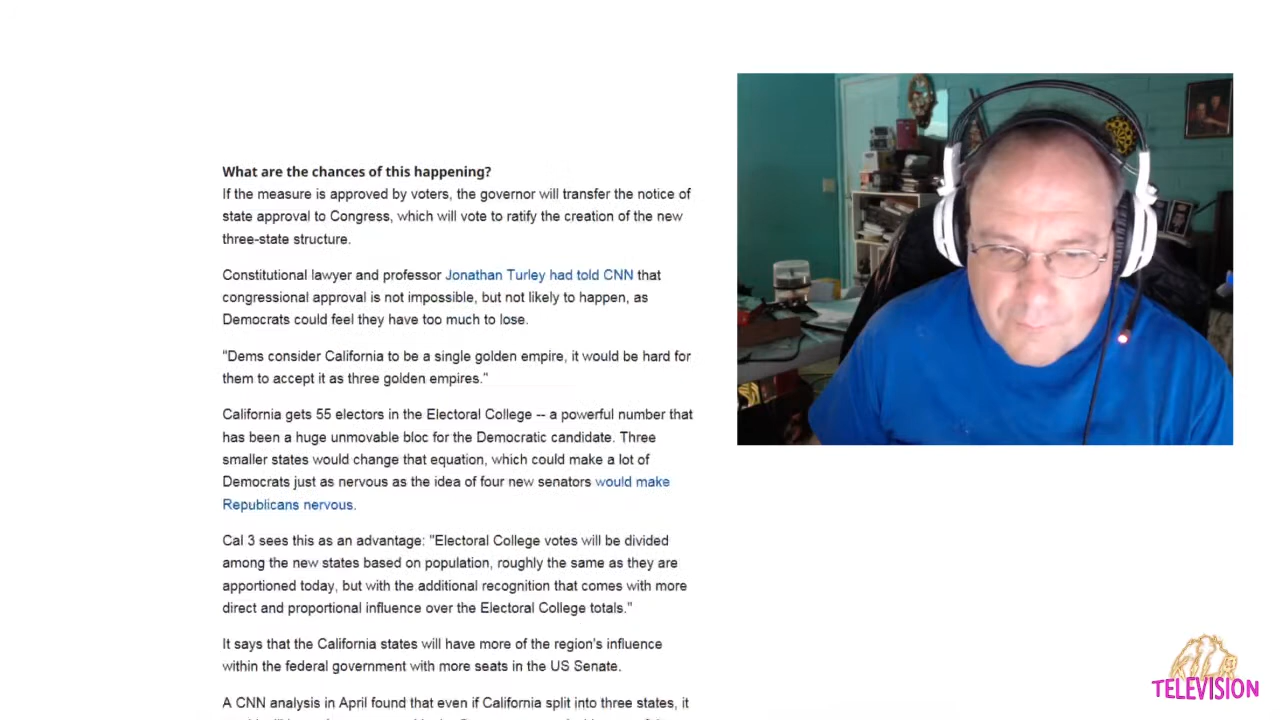 What are the chances of this happening?
If the measure is approved by voters, the governor will transfer the notice of
state approval to Congress, which will vote to ratify the creation of the new
three-state structure.
Constitutional lawyer and professor Jonathan Turley had told CNN that
congressional approval is not impossible, but not likely to happen, as
Democrats could feel they have too much to lose.
"Dems consider California to be a single golden empire, it would be hard for
them to accept it as three golden empires."
California gets 55 electors in the Electoral College -- a powerful number that
has been a huge unmovable bloc for the Democratic candidate. Three
smaller states would change that equation, which could make a lot of
Democrats just as nervous as the idea of four new senators would make
Republicans nervous.
Cal 3 sees this as an advantage: "Electoral College votes will be divided
among the new states based on population, roughly the same as they are
apportioned today, but with the additional recognition that comes with more
direct and proportional influence over the Electoral College totals."
It says that the California states will have more of the region's influence
within the federal government with more seats in the US Senate.
A CNN analysis in April found that even if California split into three states, it
TELEVISION